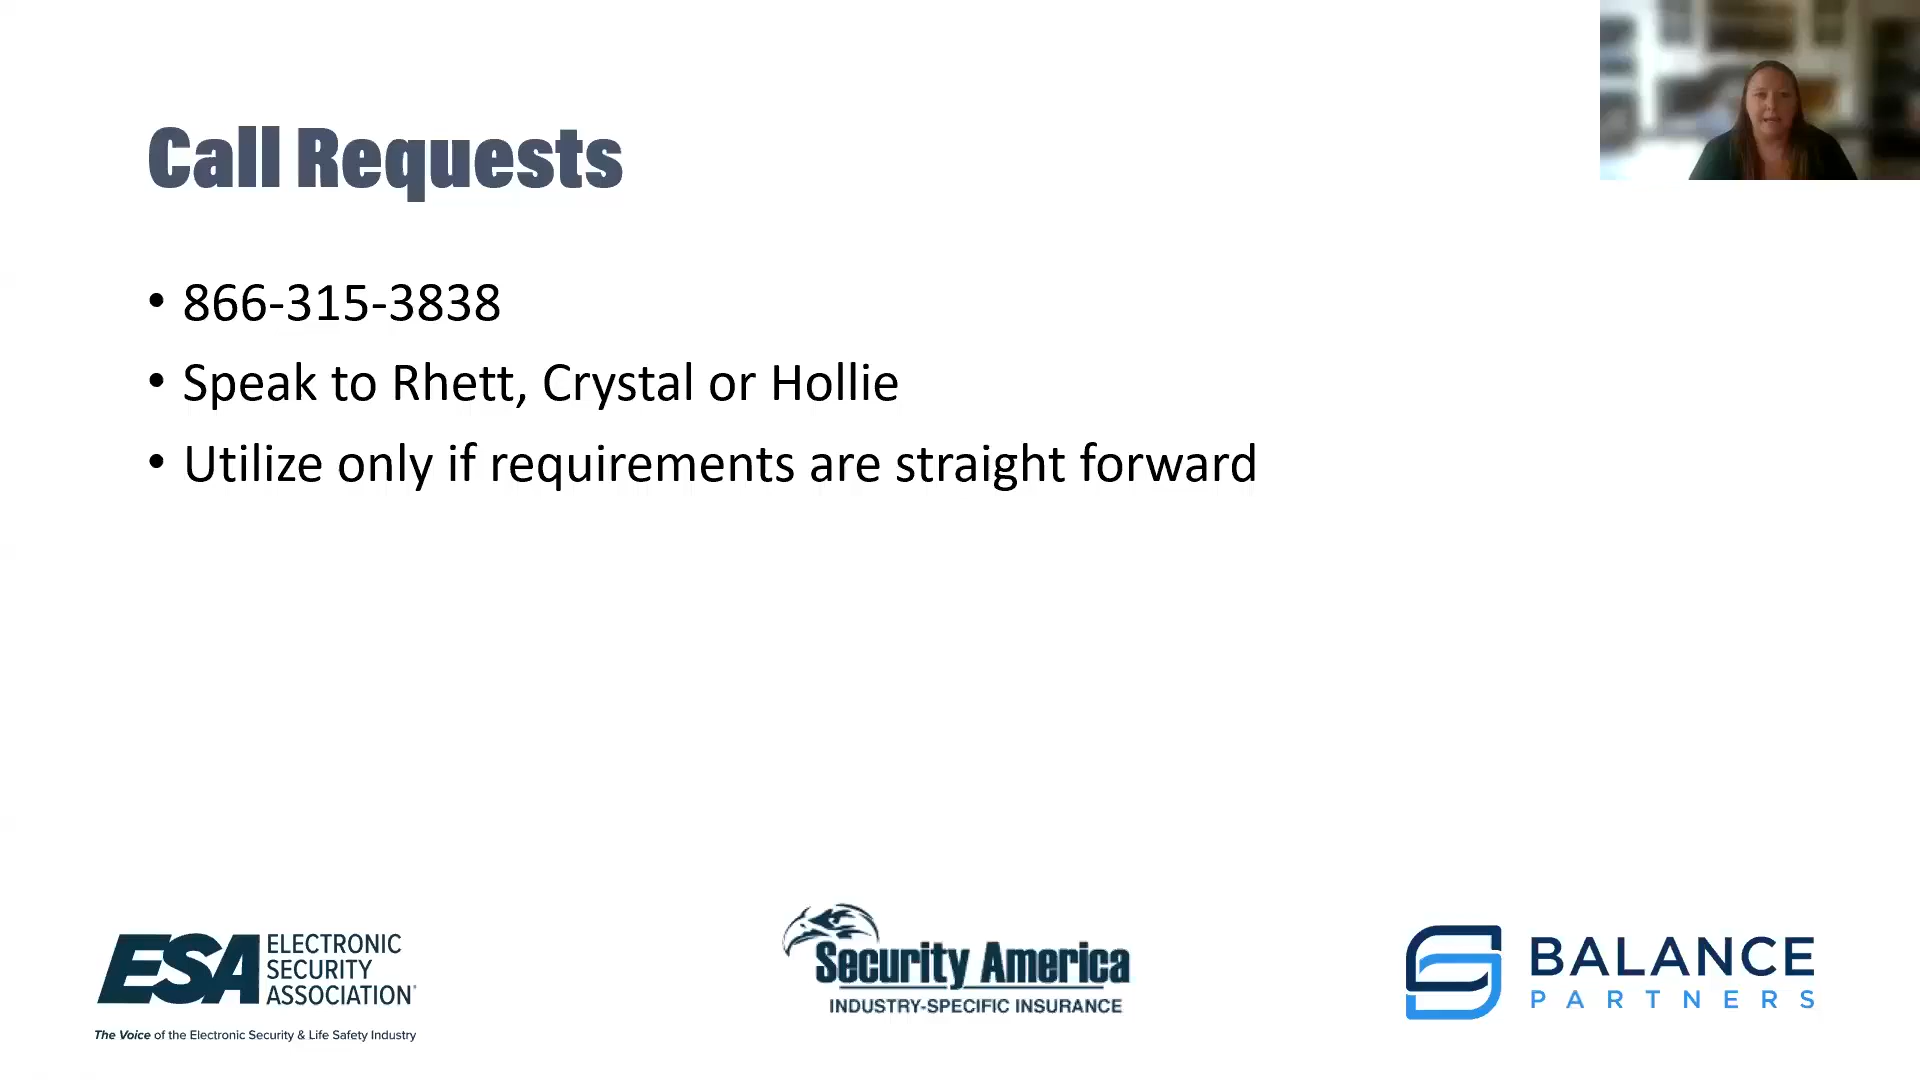 Call Requests
• 866-315-3838
• Speak to Rhett, Crystal or Hollie
• Utilize only if requirements are straight forward
ESA ELECTRONIC
SECURITY
ASSOCIATION
The Voice of the Electronic Security & Life Safety Industry
Security America
INDUSTRY-SPECIFIC INSURANCE
BALANCE
PARTNERS